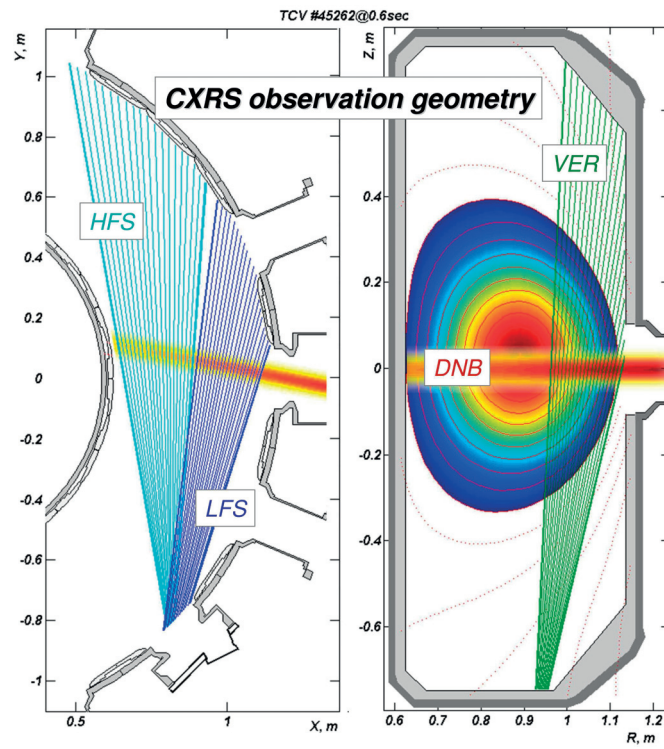 TCV #45262@0.6sec
Y, m
Z, m
CXRS observation geometry
VER
HFS
DNB
LFS
1
0.8
0.6
0.4
0.2
0
-0.2
-0.4
-0.6
-0.8
-1
0.4
0.2
0
-0.2
-0.4
-0.6
0.5
1
X, m
0.6
0.7
0.8
0.9
1
1.1
1.2
R, m